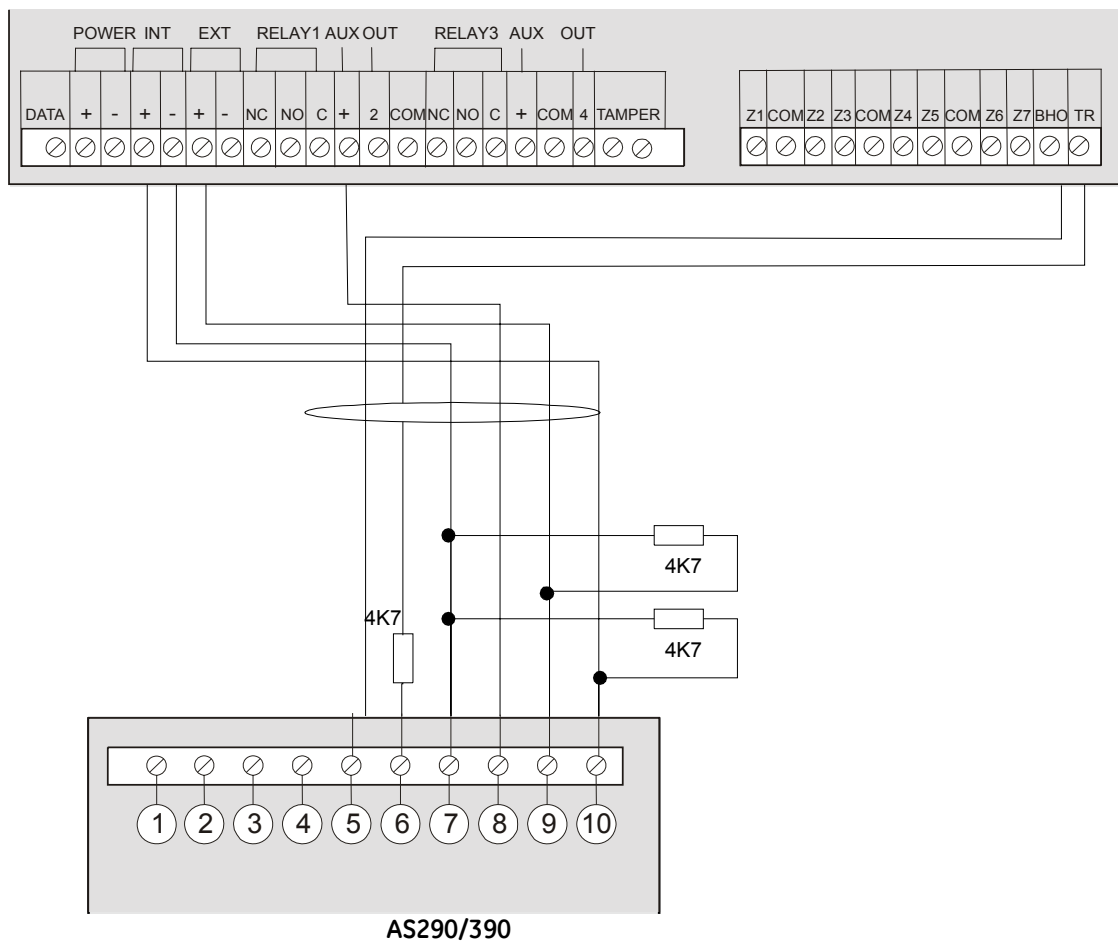 POWER INT EXT RELAY1 AUX OUT RELAY3 AUX OUT
DATA + - + - + - NC NO C + 2 COM NC NO C + COM 4 TAMPER
Z1 COM Z2 Z3 COM Z4 Z5 COM Z6 Z7 BHO TR
4K7
4K7
4K7
1 2 3 4 5 6 7 8 9 10
AS290/390